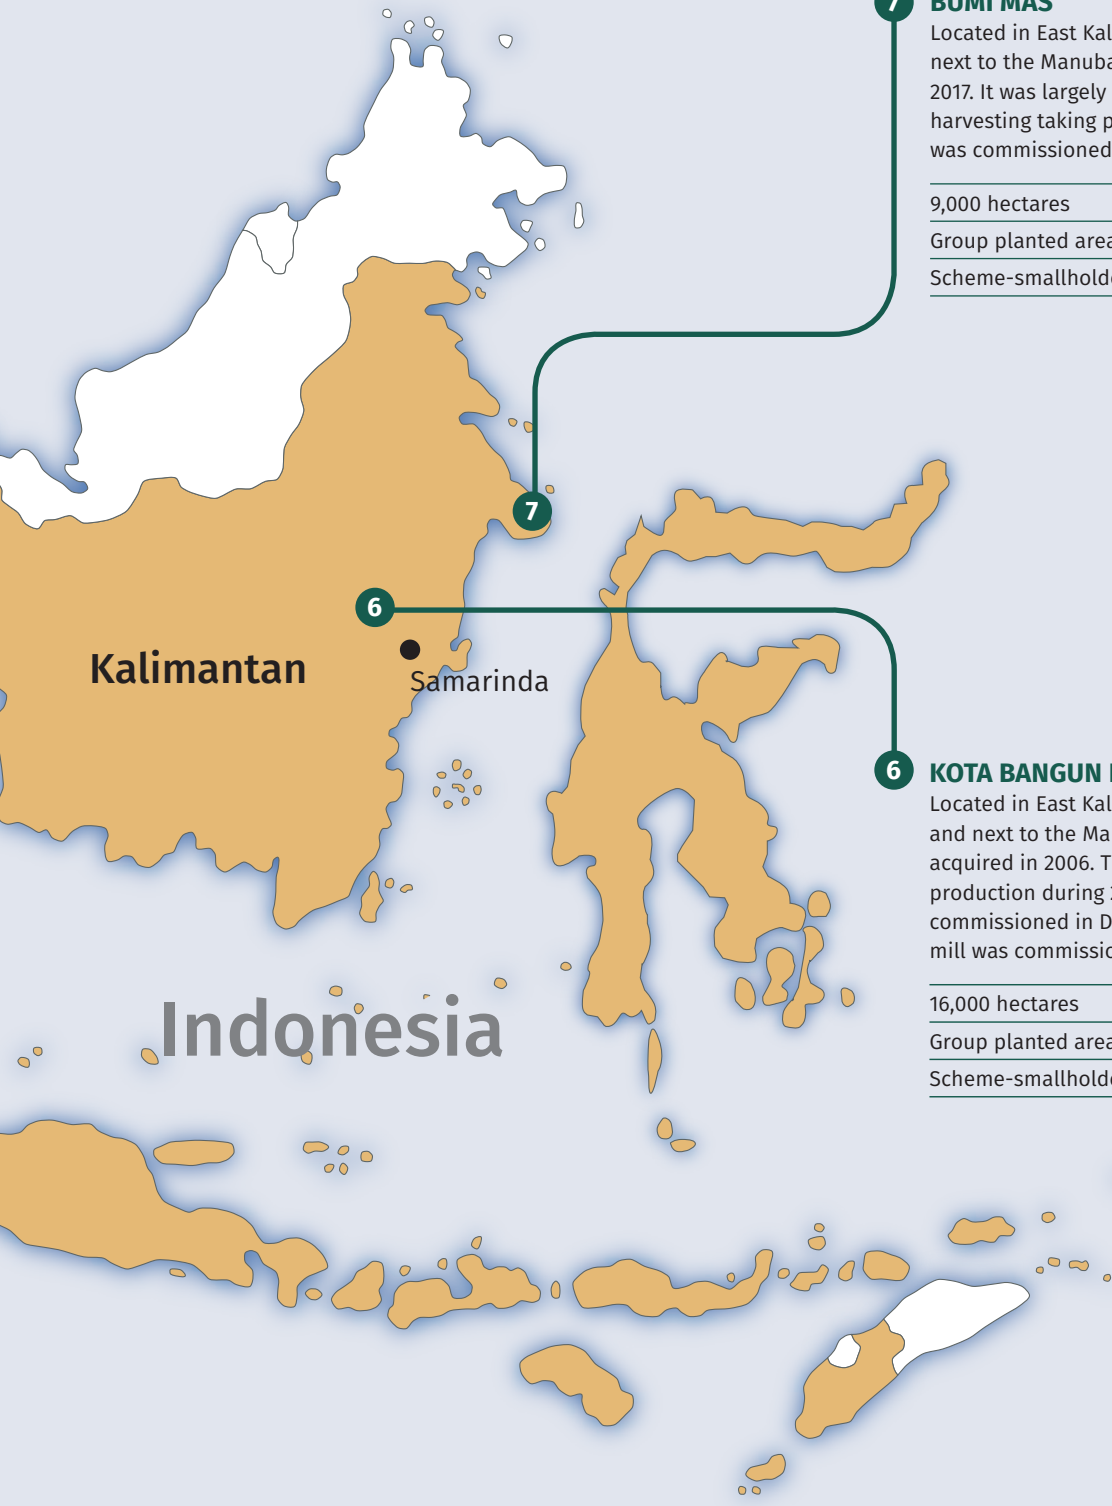 7 BUMI MAS
Located in East Kal
next to the Manuba
2017. It was largely
harvesting taking p
was commissioned
9,000 hectares
Group planted area
Scheme-smallholde
7
6
Kalimantan
Samarinda
6 KOTA BANGUN
Located in East Kal
and next to the Ma
acquired in 2006. T
production during
commissioned in D
mill was commissio
16,000 hectares
Group planted area
Scheme-smallholde
Indonesia